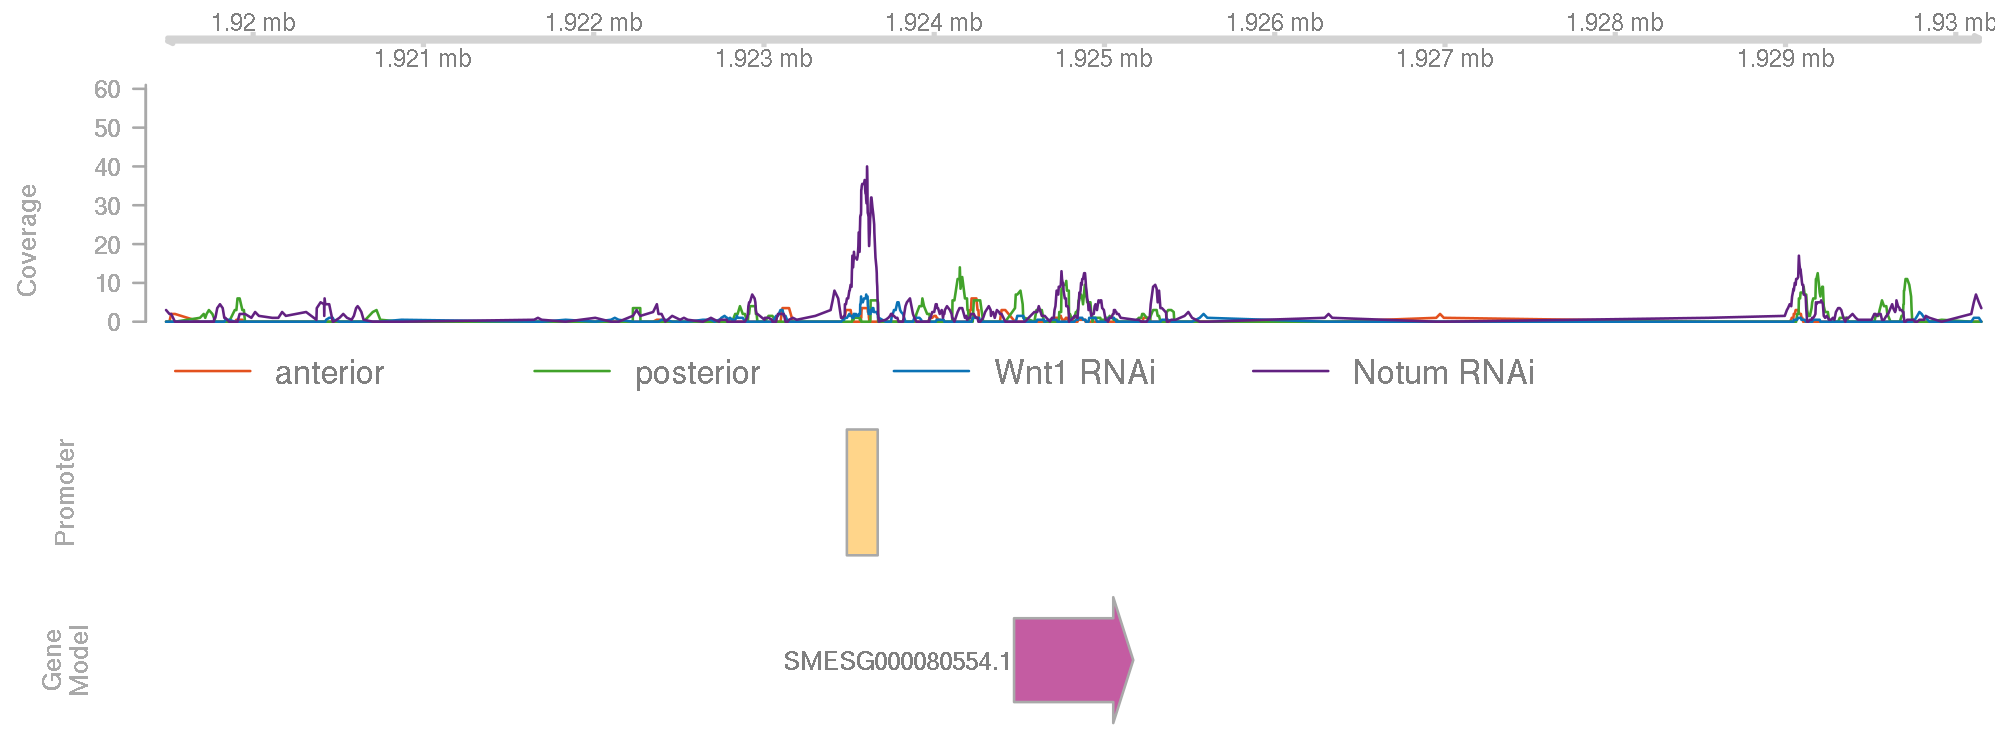 1.92 mb 1.922 mb 1.924 mb 1.926 mb 1.928 mb 1.93 mb
1.921 mb 1.923 mb 1.925 mb 1.927 mb 1.929 mb
Coverage
60
50
40
30
20
10
0
anterior posterior Wnt1 RNAi Notum RNAi
Promoter
Gene
Model
SMESG000080554.1